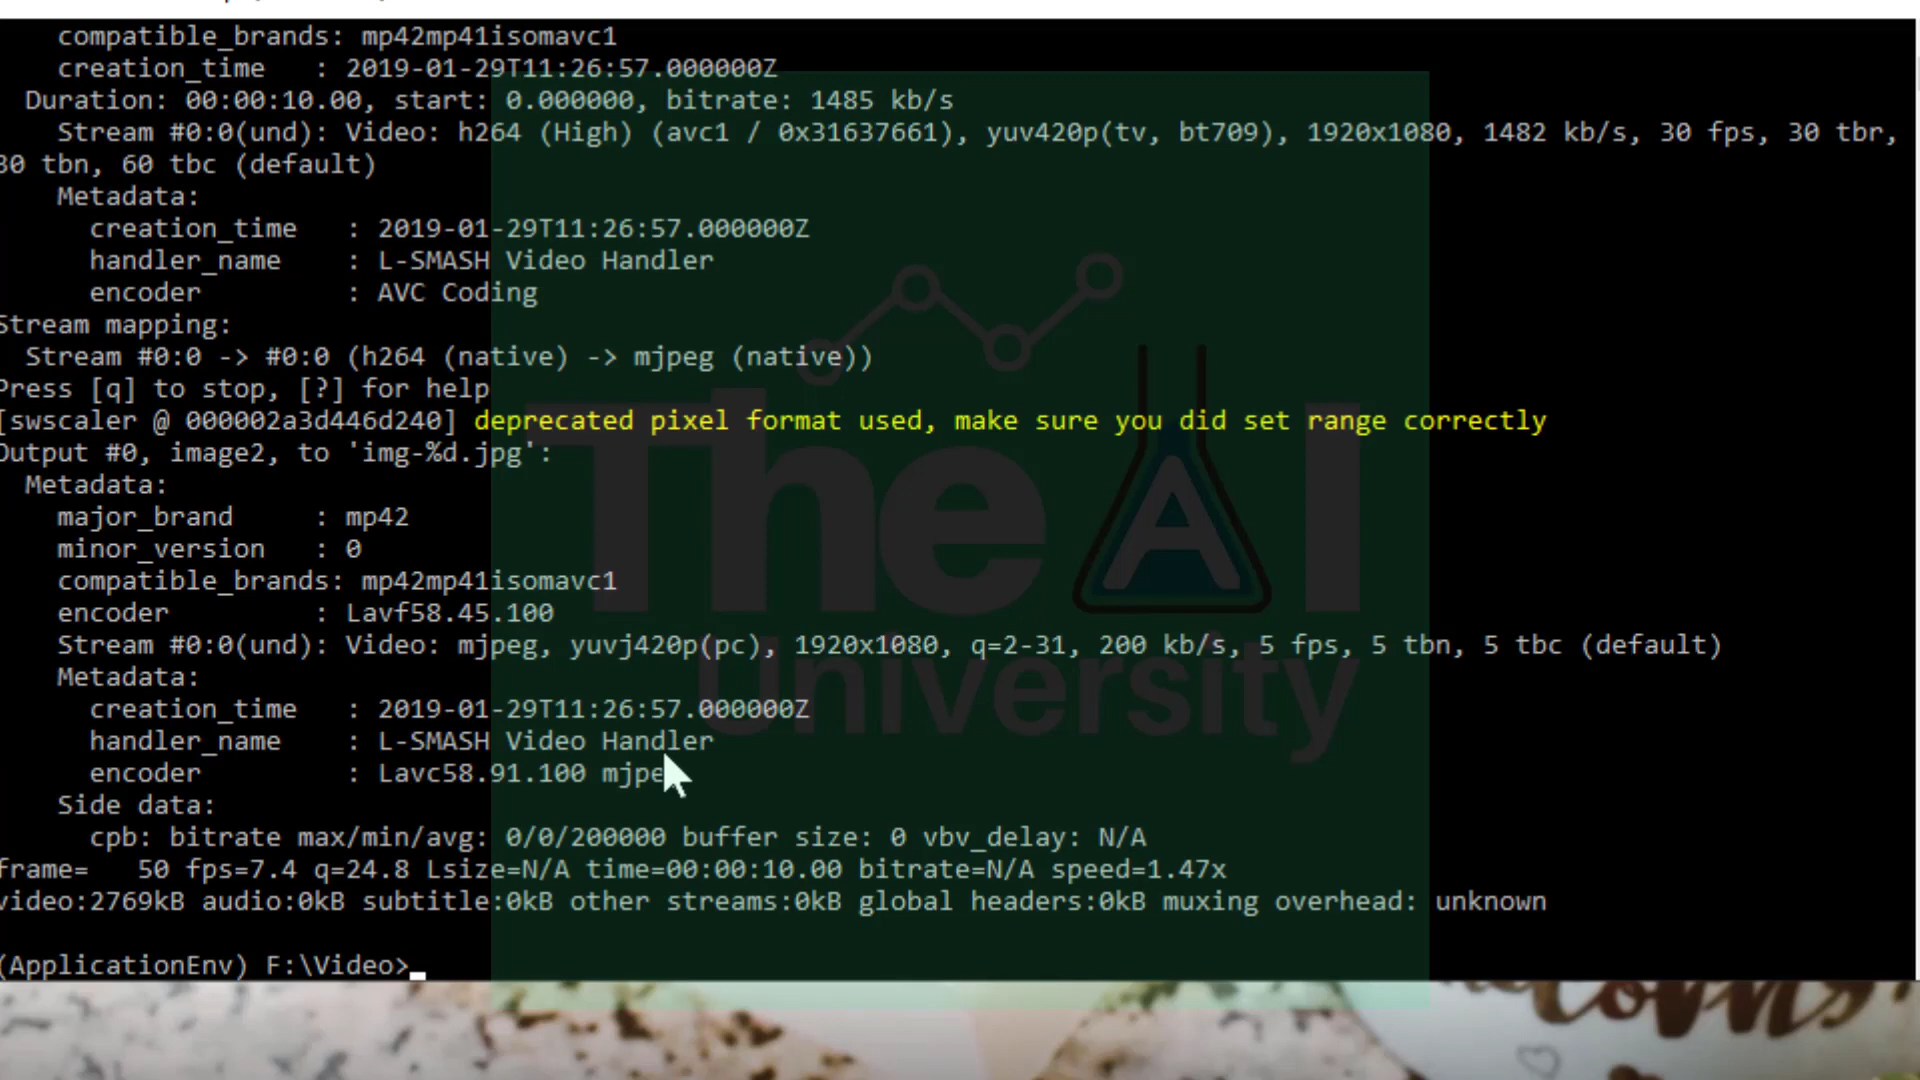 compatible_brands: mp42mp41isomavc1
creation_time   : 2019-01-29T11:26:57.000000Z
Duration: 00:00:10.00, start: 0.000000, bitrate: 1485 kb/s
Stream #0:0(und): Video: h264 (High) (avc1 / 0x31637661), yuv420p(tv, bt709), 1920x1080, 1482 kb/s, 30 fps, 30 tbr,
30 tbn, 60 tbc (default)
Metadata:
creation_time   : 2019-01-29T11:26:57.000000Z
handler_name    : L-SMASH Video Handler
encoder         : AVC Coding
Stream mapping:
Stream #0:0 -> #0:0 (h264 (native) -> mjpeg (native))
Press [q] to stop, [?] for help
[swscaler @ 000002a3d446d240] deprecated pixel format used, make sure you did set range correctly
Output #0, image2, to 'img-%d.jpg':
Metadata:
major_brand     : mp42
minor_version   : 0
compatible_brands: mp42mp41isomavc1
encoder         : Lavf58.45.100
Stream #0:0(und): Video: mjpeg, yuvj420p(pc), 1920x1080, q=2-31, 200 kb/s, 5 fps, 5 tbn, 5 tbc (default)
Metadata:
creation_time   : 2019-01-29T11:26:57.000000Z
handler_name    : L-SMASH Video Handler
encoder         : Lavc58.91.100 mjpe
Side data:
cpb: bitrate max/min/avg: 0/0/200000 buffer size: 0 vbv_delay: N/A
frame=   50 fps=7.4 q=24.8 Lsize=N/A time=00:00:10.00 bitrate=N/A speed=1.47x
video:2769kB audio:0kB subtitle:0kB other streams:0kB global headers:0kB muxing overhead: unknown
(ApplicationEnv) F:\Video>
The AI
University